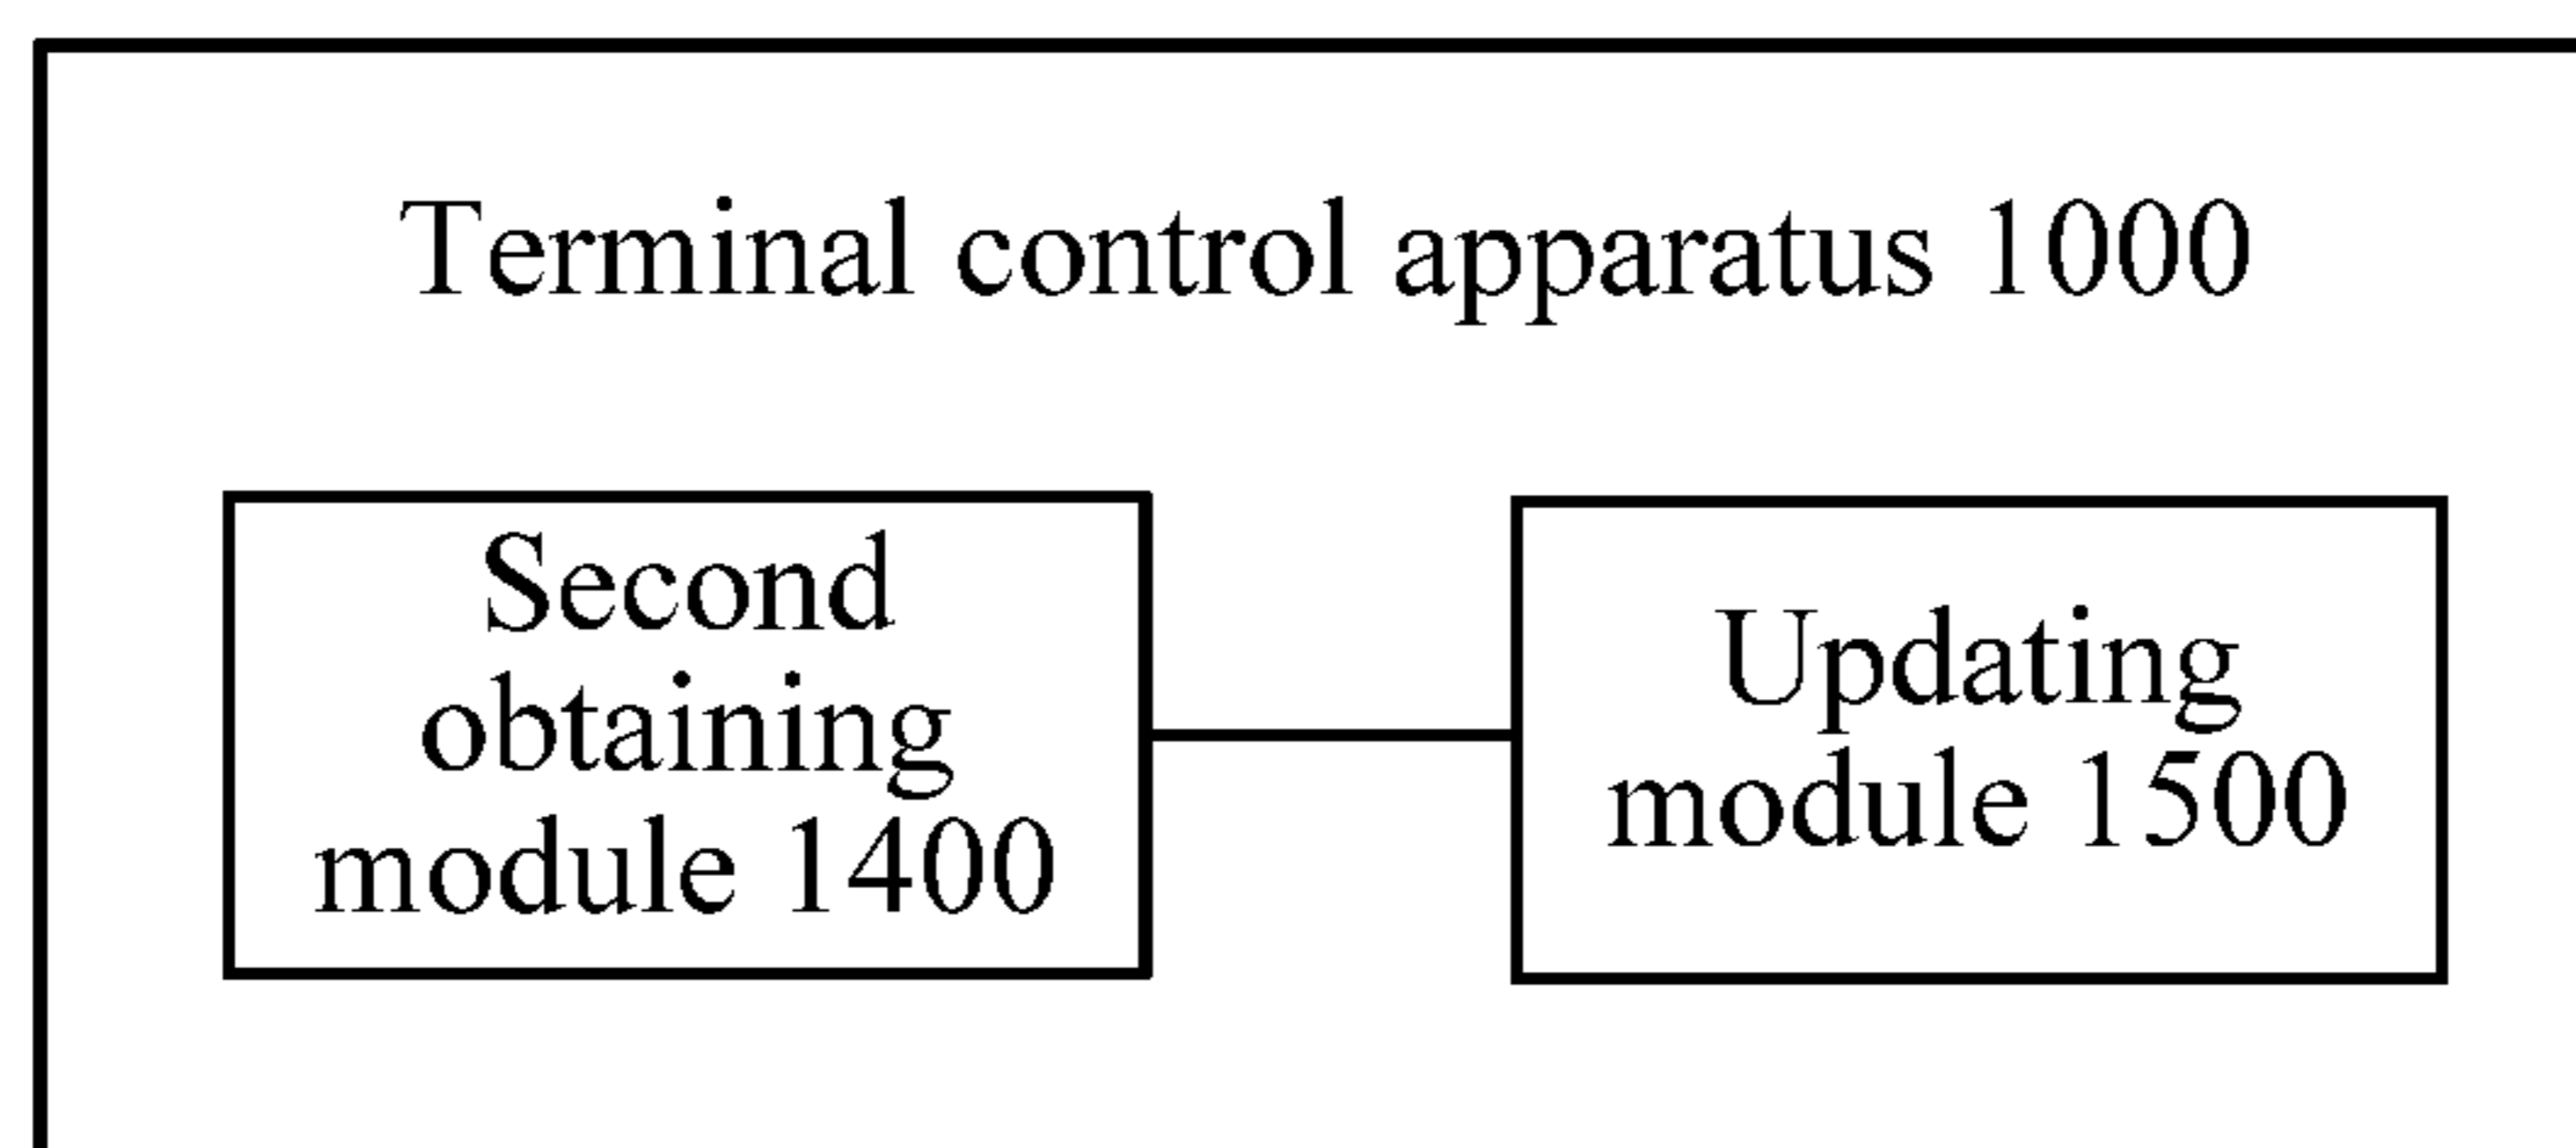 Terminal control apparatus 1000
Second
obtaining
module 1400
Updating
module 1500